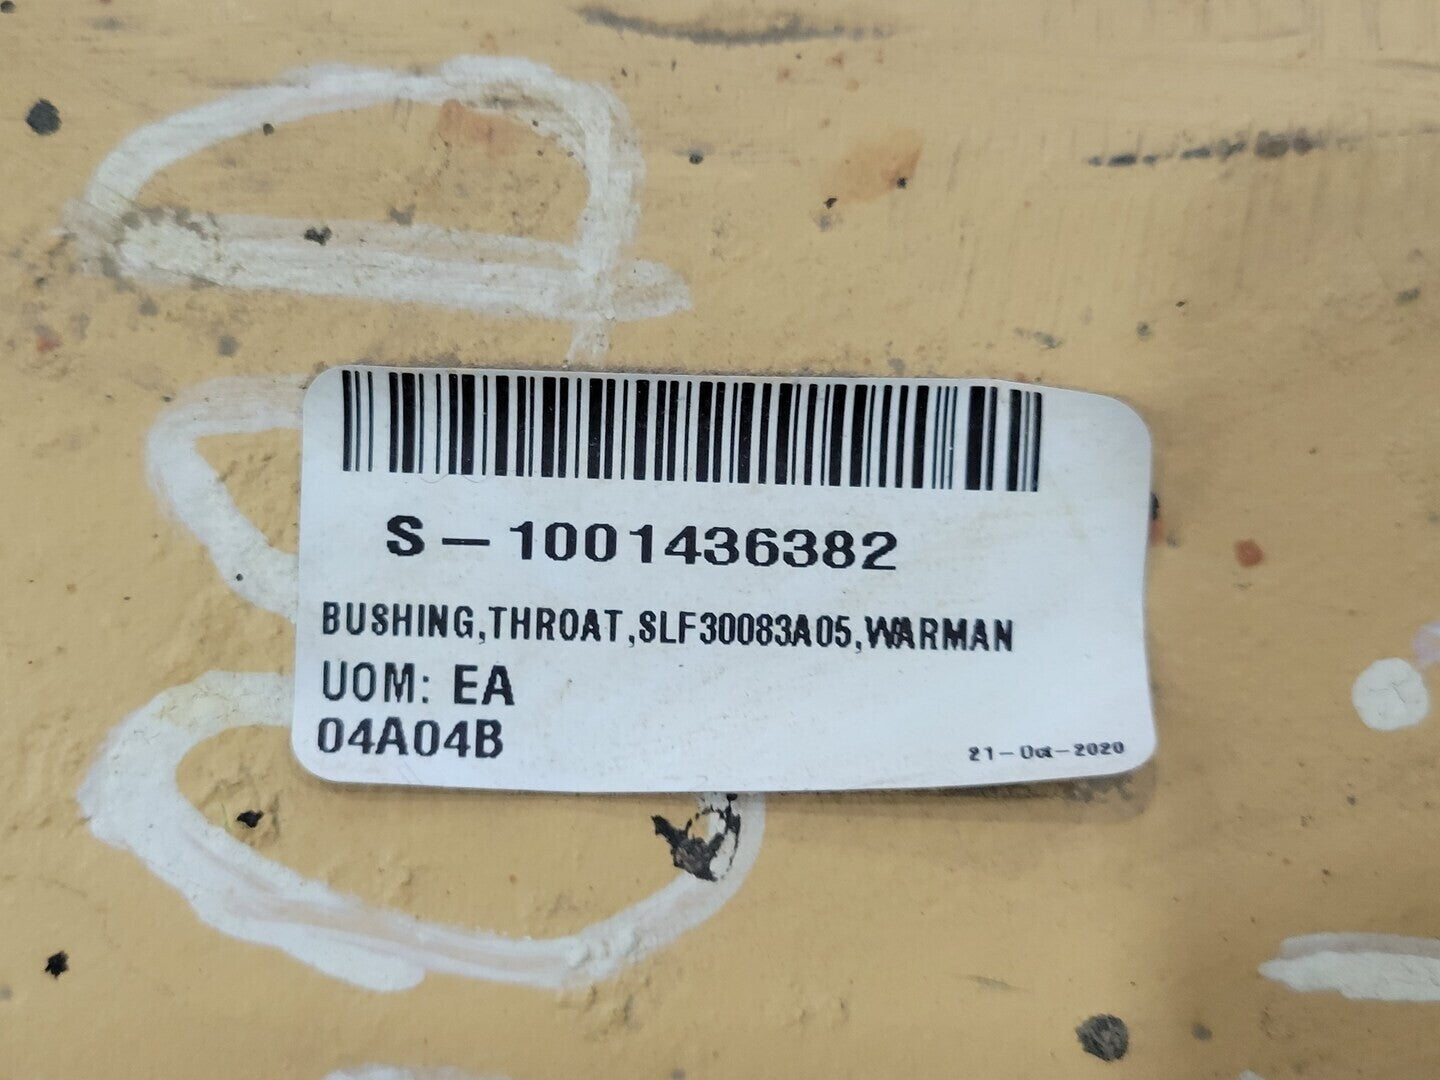 S-1001436382
BUSHING,THROAT,SLF30083A05,WARMAN
UOM: EA
04A04B
21-Oct-2020